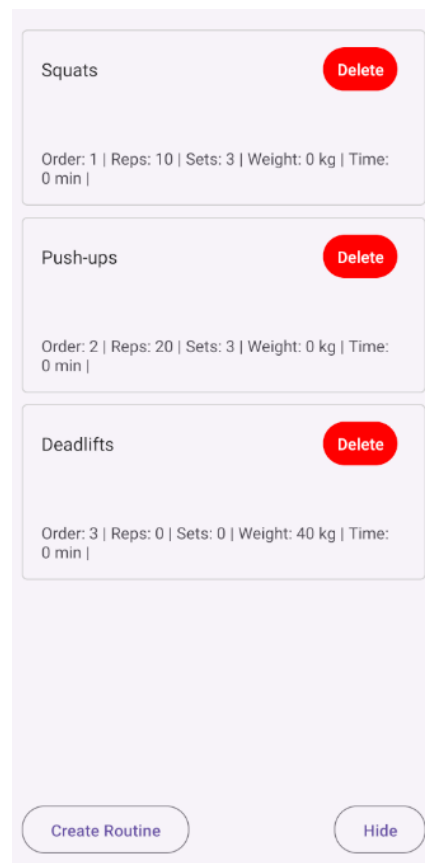 Squats
Delete
Order: 1 | Reps: 10 | Sets: 3 | Weight: 0 kg | Time:
0 min |
Push-ups
Delete
Order: 2 | Reps: 20 | Sets: 3 | Weight: 0 kg | Time:
0 min |
Deadlifts
Delete
Order: 3 | Reps: 0 | Sets: 0 | Weight: 40 kg | Time:
0 min |
Create Routine
Hide